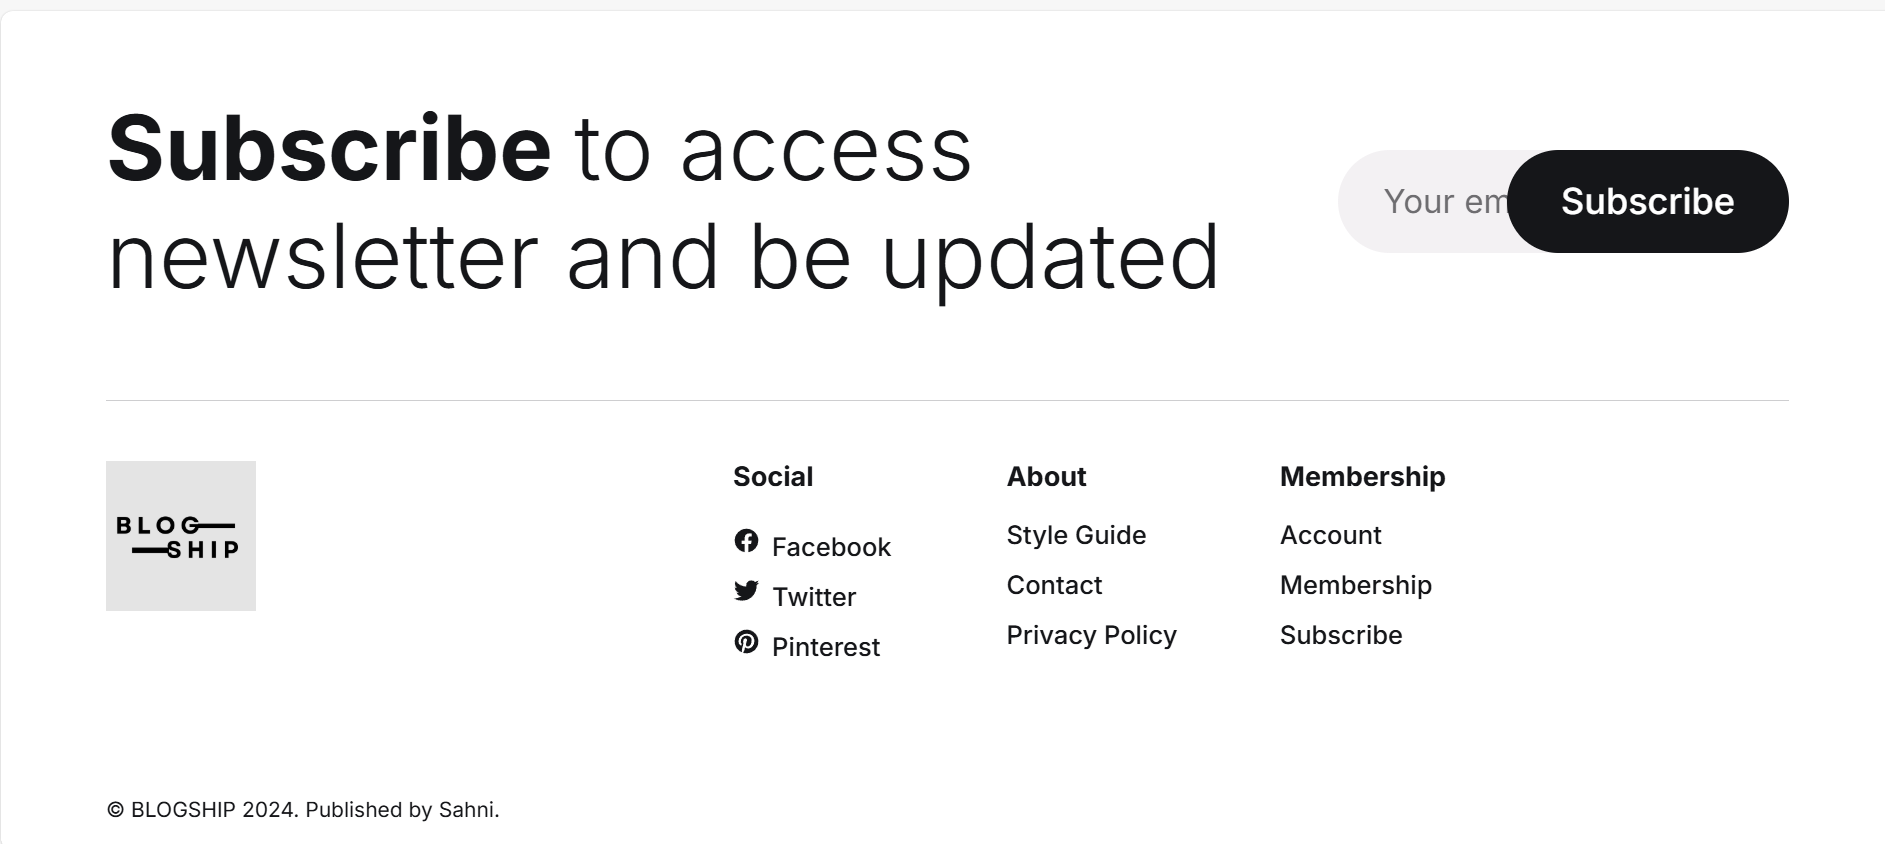 Subscribe to access
newsletter and be updated
Your em
Subscribe
BLOG
SHIP
Social
Facebook
Twitter
Pinterest
About
Style Guide
Contact
Privacy Policy
Membership
Account
Membership
Subscribe
© BLOGSHIP 2024. Published by Sahni.